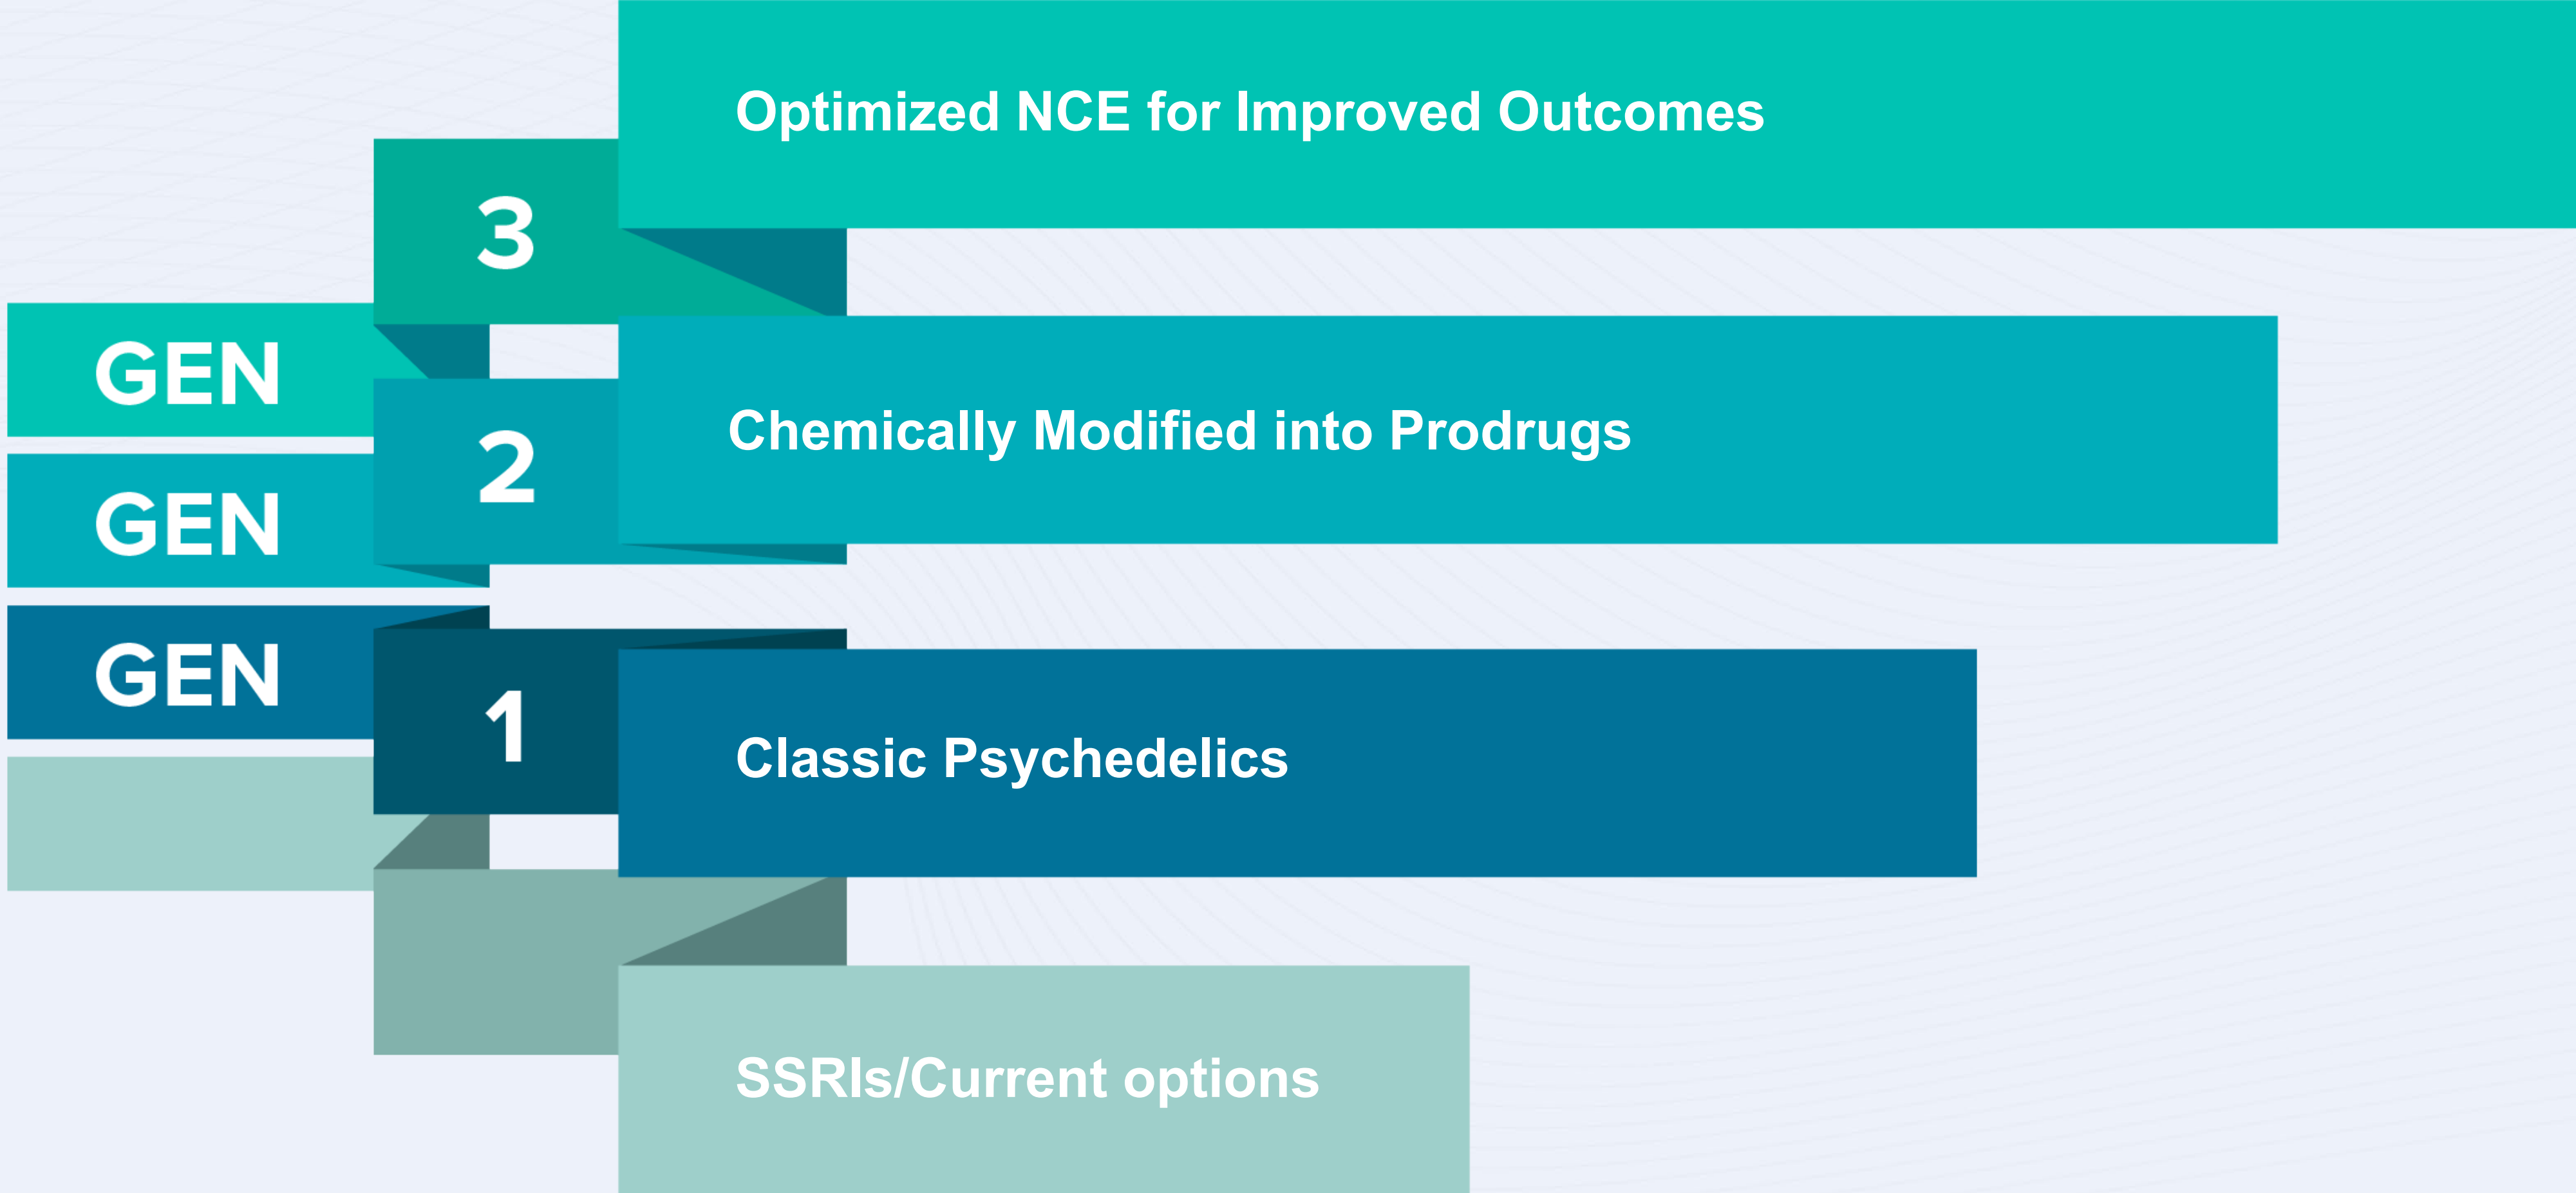 Optimized NCE for Improved Outcomes
3
GEN
Chemically Modified into Prodrugs
2
GEN
Classic Psychedelics
1
GEN
SSRIs/Current options